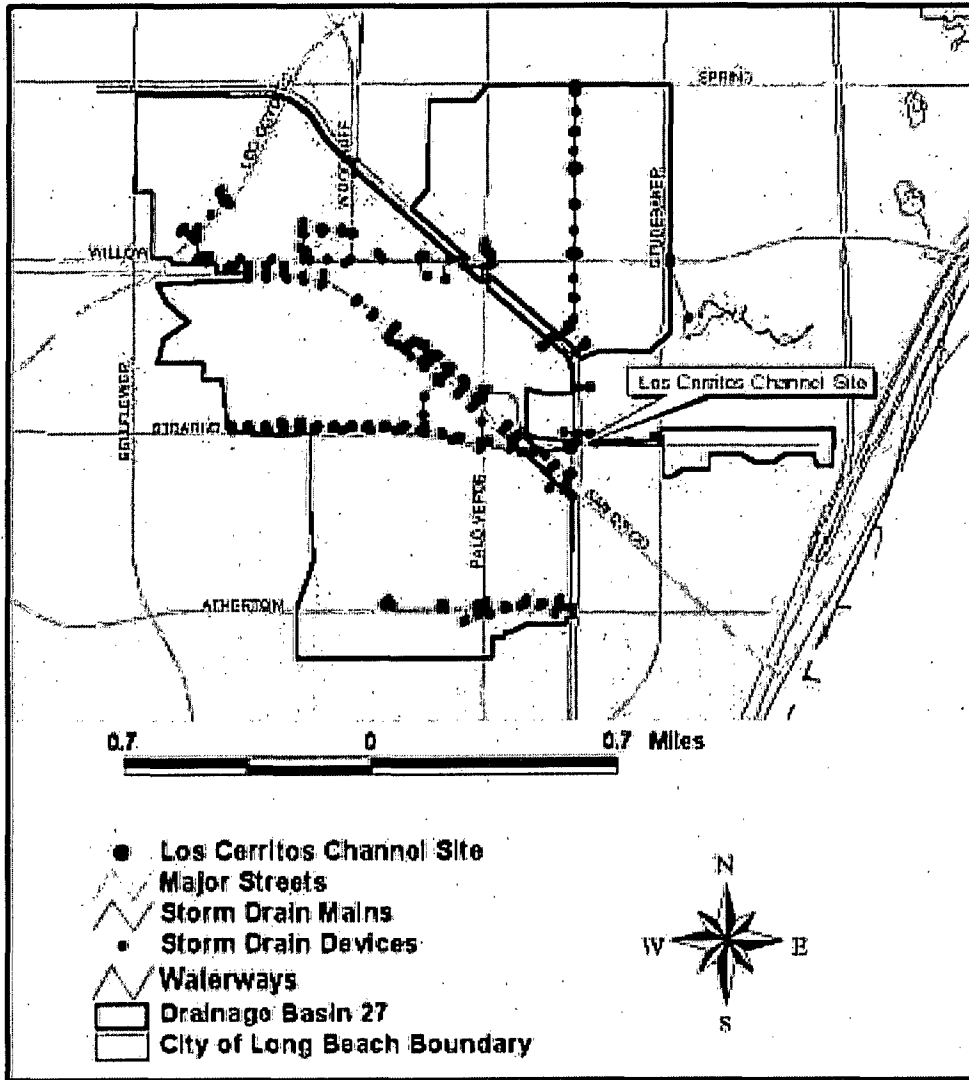 SPRING
WOODRUFF
STUDEBAKER
WILLOW
Los Cerritos Channel Site
PALO VERDE
ATHERTON
0.7 0 0.7 Miles
Los Cerritos Channel Site
Major Streets
Storm Drain Mains
Storm Drain Devices
Waterways
Drainage Basin 27
City of Long Beach Boundary
N
W E
S